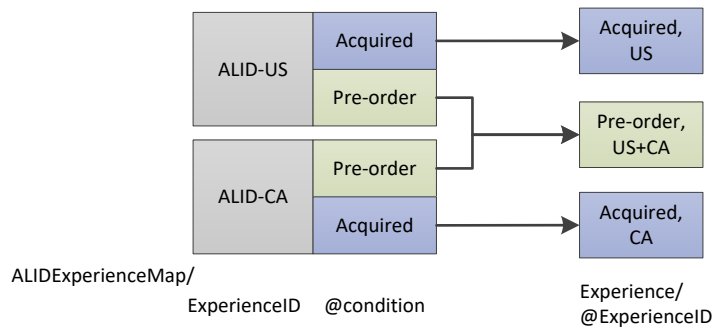 ALID-US
Acquired
Pre-order
ALID-CA
Pre-order
Acquired
Acquired,
US
Pre-order,
US+CA
Acquired,
CA
ALIDExperienceMap/
ExperienceID
@condition
Experience/
@ExperienceID